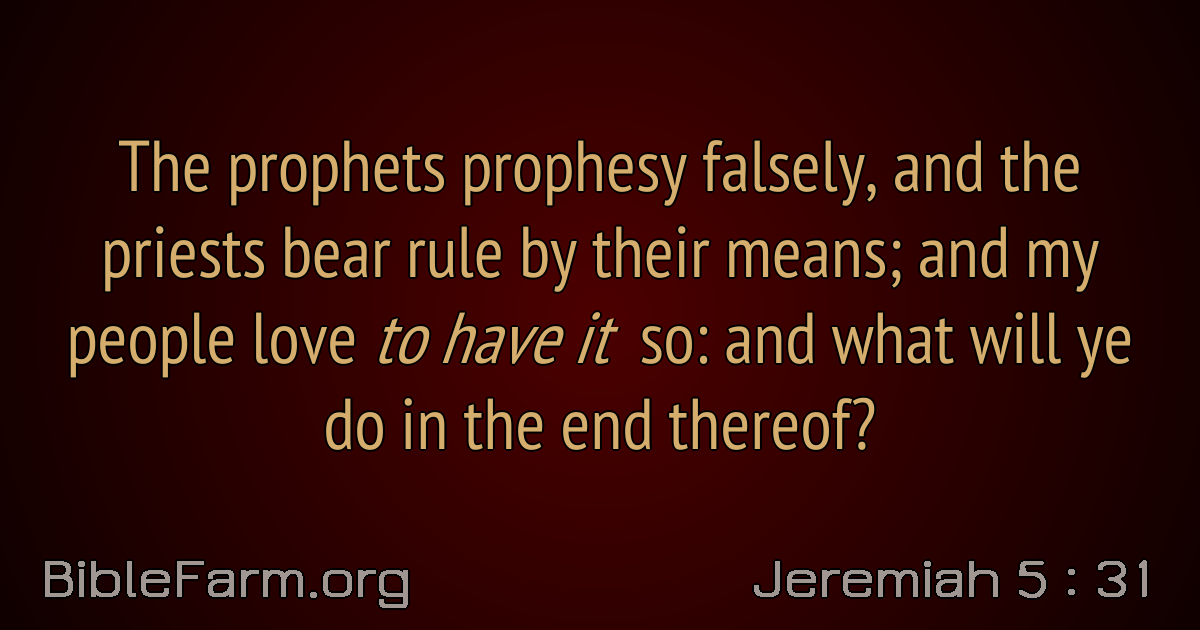 The prophets prophesy falsely, and the
priests bear rule by their means; and my
people love to have it so: and what will ye
do in the end thereof?
BibleFarm.org
Jeremiah 5 : 31